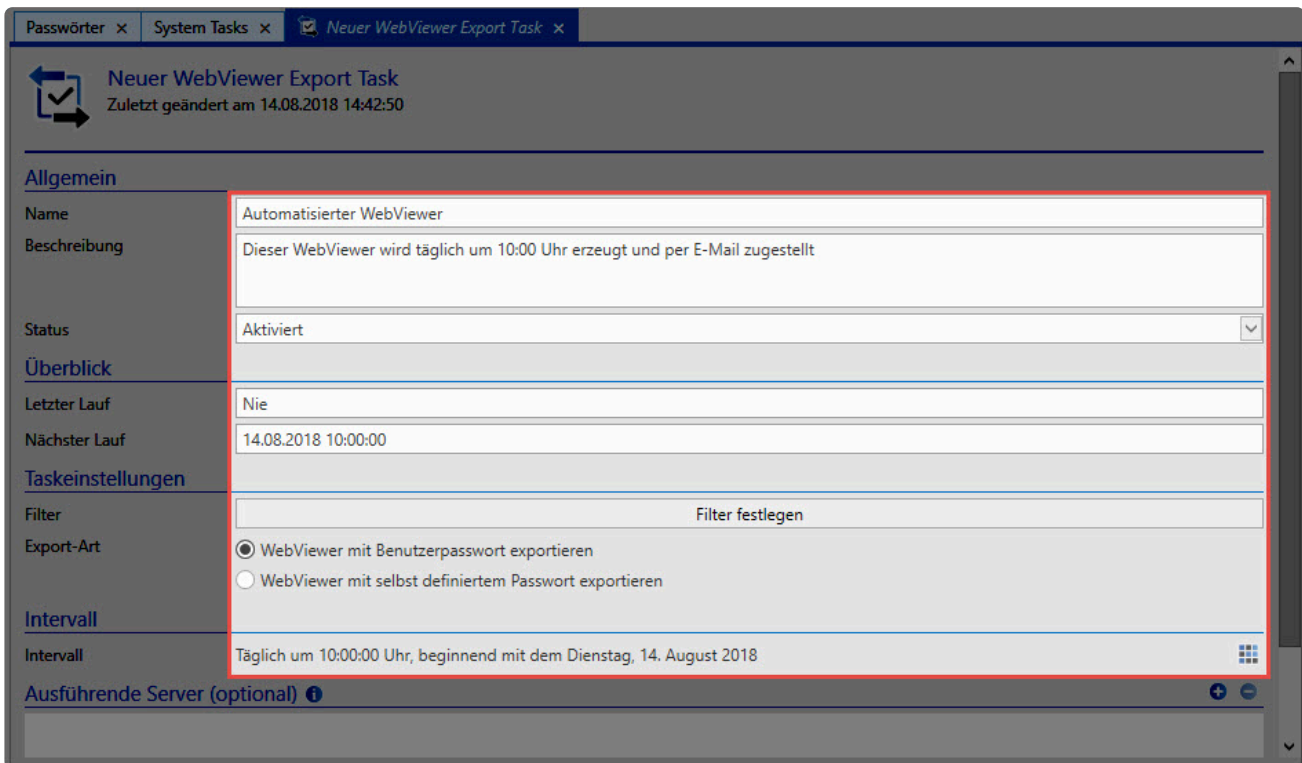 Passwörter × System Tasks × Neuer WebViewer Export Task ×
Neuer WebViewer Export Task
Zuletzt geändert am 14.08.2018 14:42:50
Allgemein
Name Automatisierter WebViewer
Beschreibung Dieser WebViewer wird täglich um 10:00 Uhr erzeugt und per E-Mail zugestellt
Status Aktiviert
Überblick
Letzter Lauf Nie
Nächster Lauf 14.08.2018 10:00:00
Taskeinstellungen
Filter Filter festlegen
Export-Art WebViewer mit Benutzerpasswort exportieren
WebViewer mit selbst definiertem Passwort exportieren
Intervall
Intervall Täglich um 10:00:00 Uhr, beginnend mit dem Dienstag, 14. August 2018
Ausführende Server (optional)